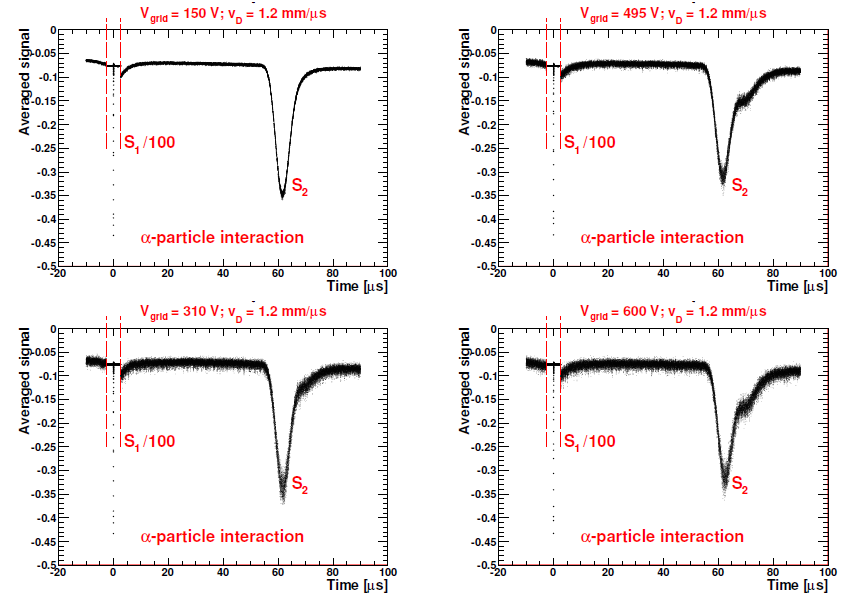 V_grid = 150 V; v_D = 1.2 mm/μs
Averaged signal
0
-0.05
-0.1
-0.15
-0.2
-0.25
-0.3
-0.35
-0.4
-0.45
-0.5
S_1/100
S_2
α-particle interaction
-20 0 20 40 60 80 100
Time [μs]
V_grid = 495 V; v_D = 1.2 mm/μs
Averaged signal
0
-0.05
-0.1
-0.15
-0.2
-0.25
-0.3
-0.35
-0.4
-0.45
-0.5
S_1/100
S_2
α-particle interaction
-20 0 20 40 60 80 100
Time [μs]
V_grid = 310 V; v_D = 1.2 mm/μs
Averaged signal
0
-0.05
-0.1
-0.15
-0.2
-0.25
-0.3
-0.35
-0.4
-0.45
-0.5
S_1/100
S_2
α-particle interaction
-20 0 20 40 60 80 100
Time [μs]
V_grid = 600 V; v_D = 1.2 mm/μs
Averaged signal
0
-0.05
-0.1
-0.15
-0.2
-0.25
-0.3
-0.35
-0.4
-0.45
-0.5
S_1/100
S_2
α-particle interaction
-20 0 20 40 60 80 100
Time [μs]